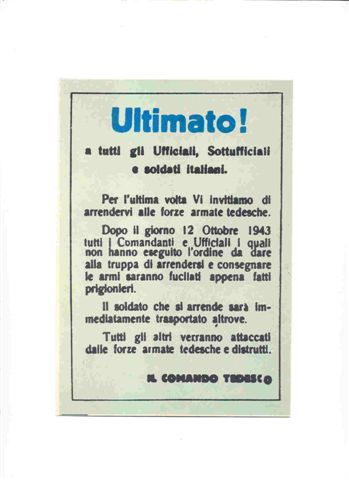 Ultimato!
a tutti gli Ufficiali, Sottufficiali
e soldati italiani.
Per l'ultima volta Vi invitiamo di
arrendervi alle forze armate tedesche.
Dopo il giorno 12 Ottobre 1943
tutti i Comandanti e Ufficiali i quali
non hanno eseguito l'ordine da dare
alla truppa di arrendersi e consegnare
le armi saranno fucilati appena fatti
prigionieri.
Il soldato che si arrende sarà im-
mediatamente trasportato altrove.
Tutti gli altri verranno attaccati
dalle forze armate tedesche e distrutti.
IL COMANDO TEDESCO